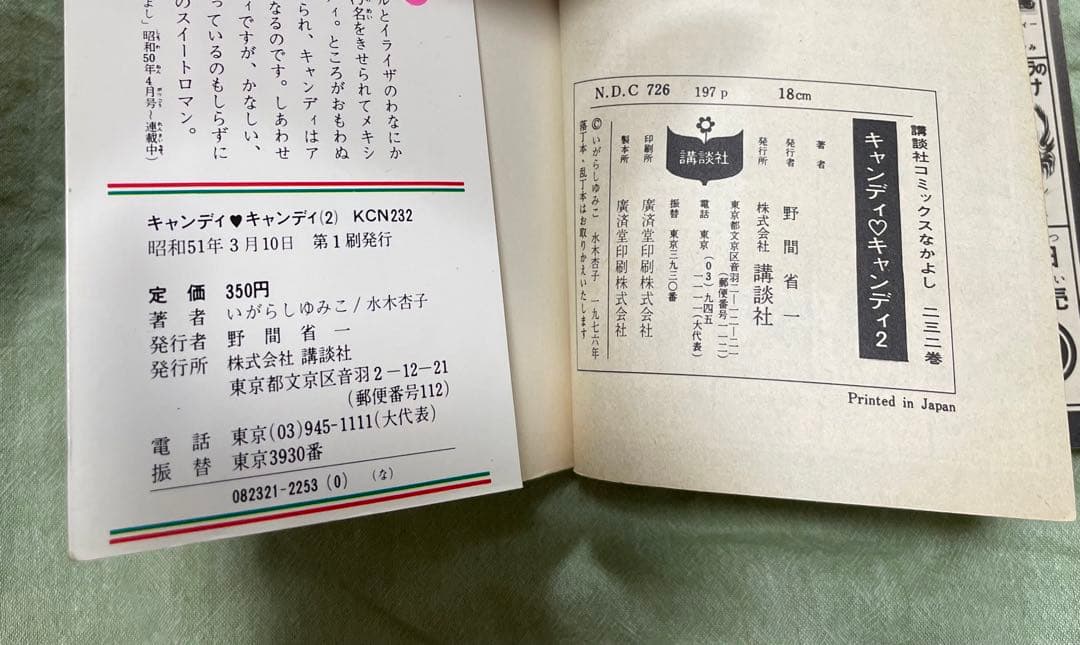 ルとイライザのわなにか
名をきせられてメキシ
ィ。ところがおもわぬ
られ、キャンディはア
なるのです。しあわせ
ィですが、かなしい、
っているのもしらずに
のスイートロマン。
よし」昭和50年4月号~連載中)
キャンディ♥キャンディ(2) KCN232
昭和51年3月10日 第1刷発行
定価 350円
著者 いがらしゆみこ/水木杏子
発行者 野間省一
発行所 株式会社 講談社
東京都文京区音羽2-12-21
(郵便番号112)
電話 東京(03)945-1111(大代表)
振替 東京3930番
082321-2253 (0) (な)
N.D.C 726 197p 18cm
講談社コミックスなかよし 二三二巻
キャンディ♡キャンディ2
著者
発行者 野間省一
発行所 株式会社 講談社
東京都文京区音羽二―一二―二一
(郵便番号一一二)
電話 東京(03)九四五
一一一一(大代表)
振替 東京三九三〇番
講談社
印刷所 廣済堂印刷株式会社
製本所 廣済堂印刷株式会社
©いがらしゆみこ 水木杏子 一九七六年
落丁本・乱丁本はお取りかえいたします
Printed in Japan